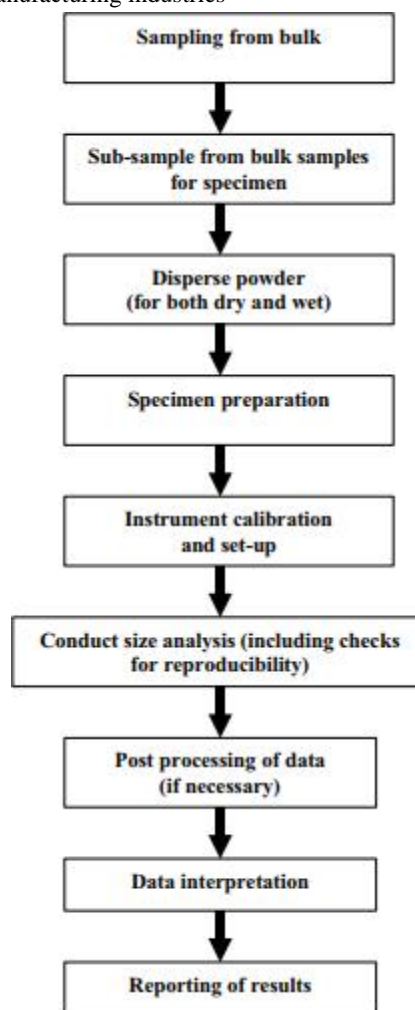 Sampling from bulk
Sub-sample from bulk samples
for specimen
Disperse powder
(for both dry and wet)
Specimen preparation
Instrument calibration
and set-up
Conduct size analysis (including checks
for reproducibility)
Post processing of data
(if necessary)
Data interpretation
Reporting of results